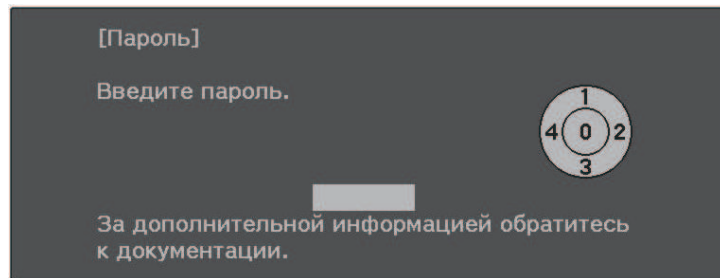 [Пароль]
Введите пароль.
1
4 0 2
3
За дополнительной информацией обратитесь
к документации.